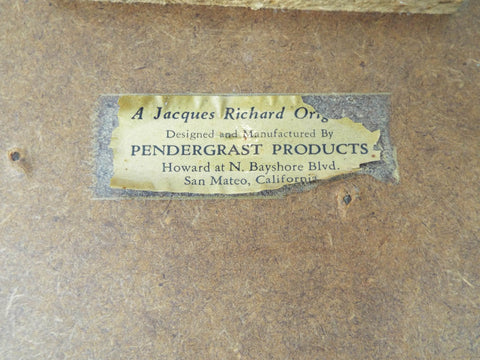 A Jacques Richard Orig
Designed and Manufactured By
PENDERGRAST PRODUCTS
Howard at N. Bayshore Blvd.
San Mateo, California